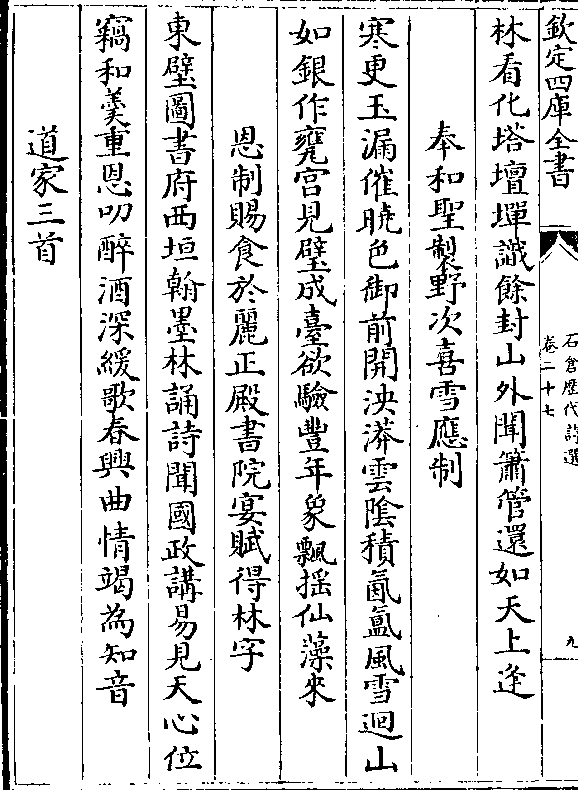 欽定四庫全書
石倉歷代詩選
卷二十七
九
林看化塔壇墠識餘封山外聞簫管還如天上逢
奉和聖製野次喜雪應制
寒更玉漏催曉色御前開泱漭雲隂積氤氳風雪迴山
如銀作甕宮見璧成臺欲驗豐年象飄摇仙藻來
恩制賜食於麗正殿書院宴賦得林字
東壁圖書府西垣翰墨林誦詩聞國政講易見天心位
竊和羮重恩叨醉酒深緩歌春興曲情竭為知音
道家三首